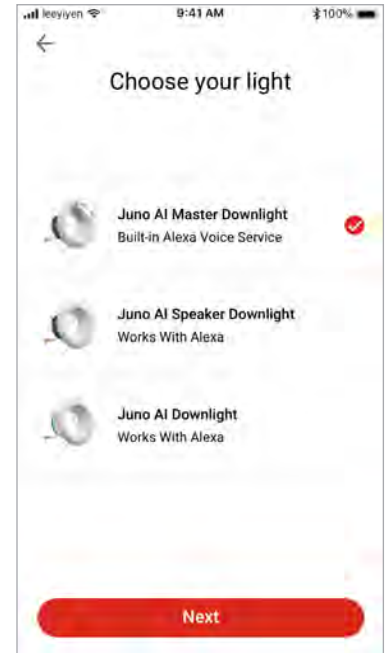 leeyiyen 9:41 AM 100%
Choose your light
Juno AI Master Downlight
Built-in Alexa Voice Service
Juno AI Speaker Downlight
Works With Alexa
Juno AI Downlight
Works With Alexa
Next